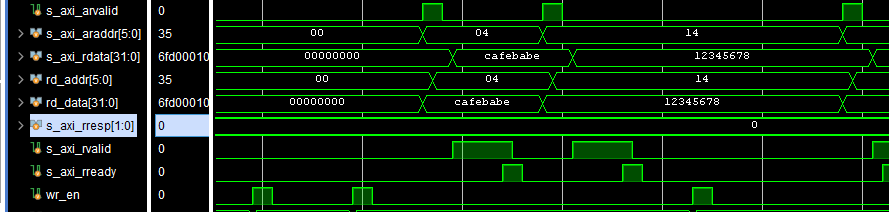 s_axi_arvalid 0
s_axi_araddr[5:0] 35 00 04 14
s_axi_rdata[31:0] 6fd00010 00000000 cafebabe 12345678
rd_addr[5:0] 35 00 04 14
rd_data[31:0] 6fd00010 00000000 cafebabe 12345678
s_axi_rresp[1:0] 0 0
s_axi_rvalid 0
s_axi_rready 0
wr_en 0